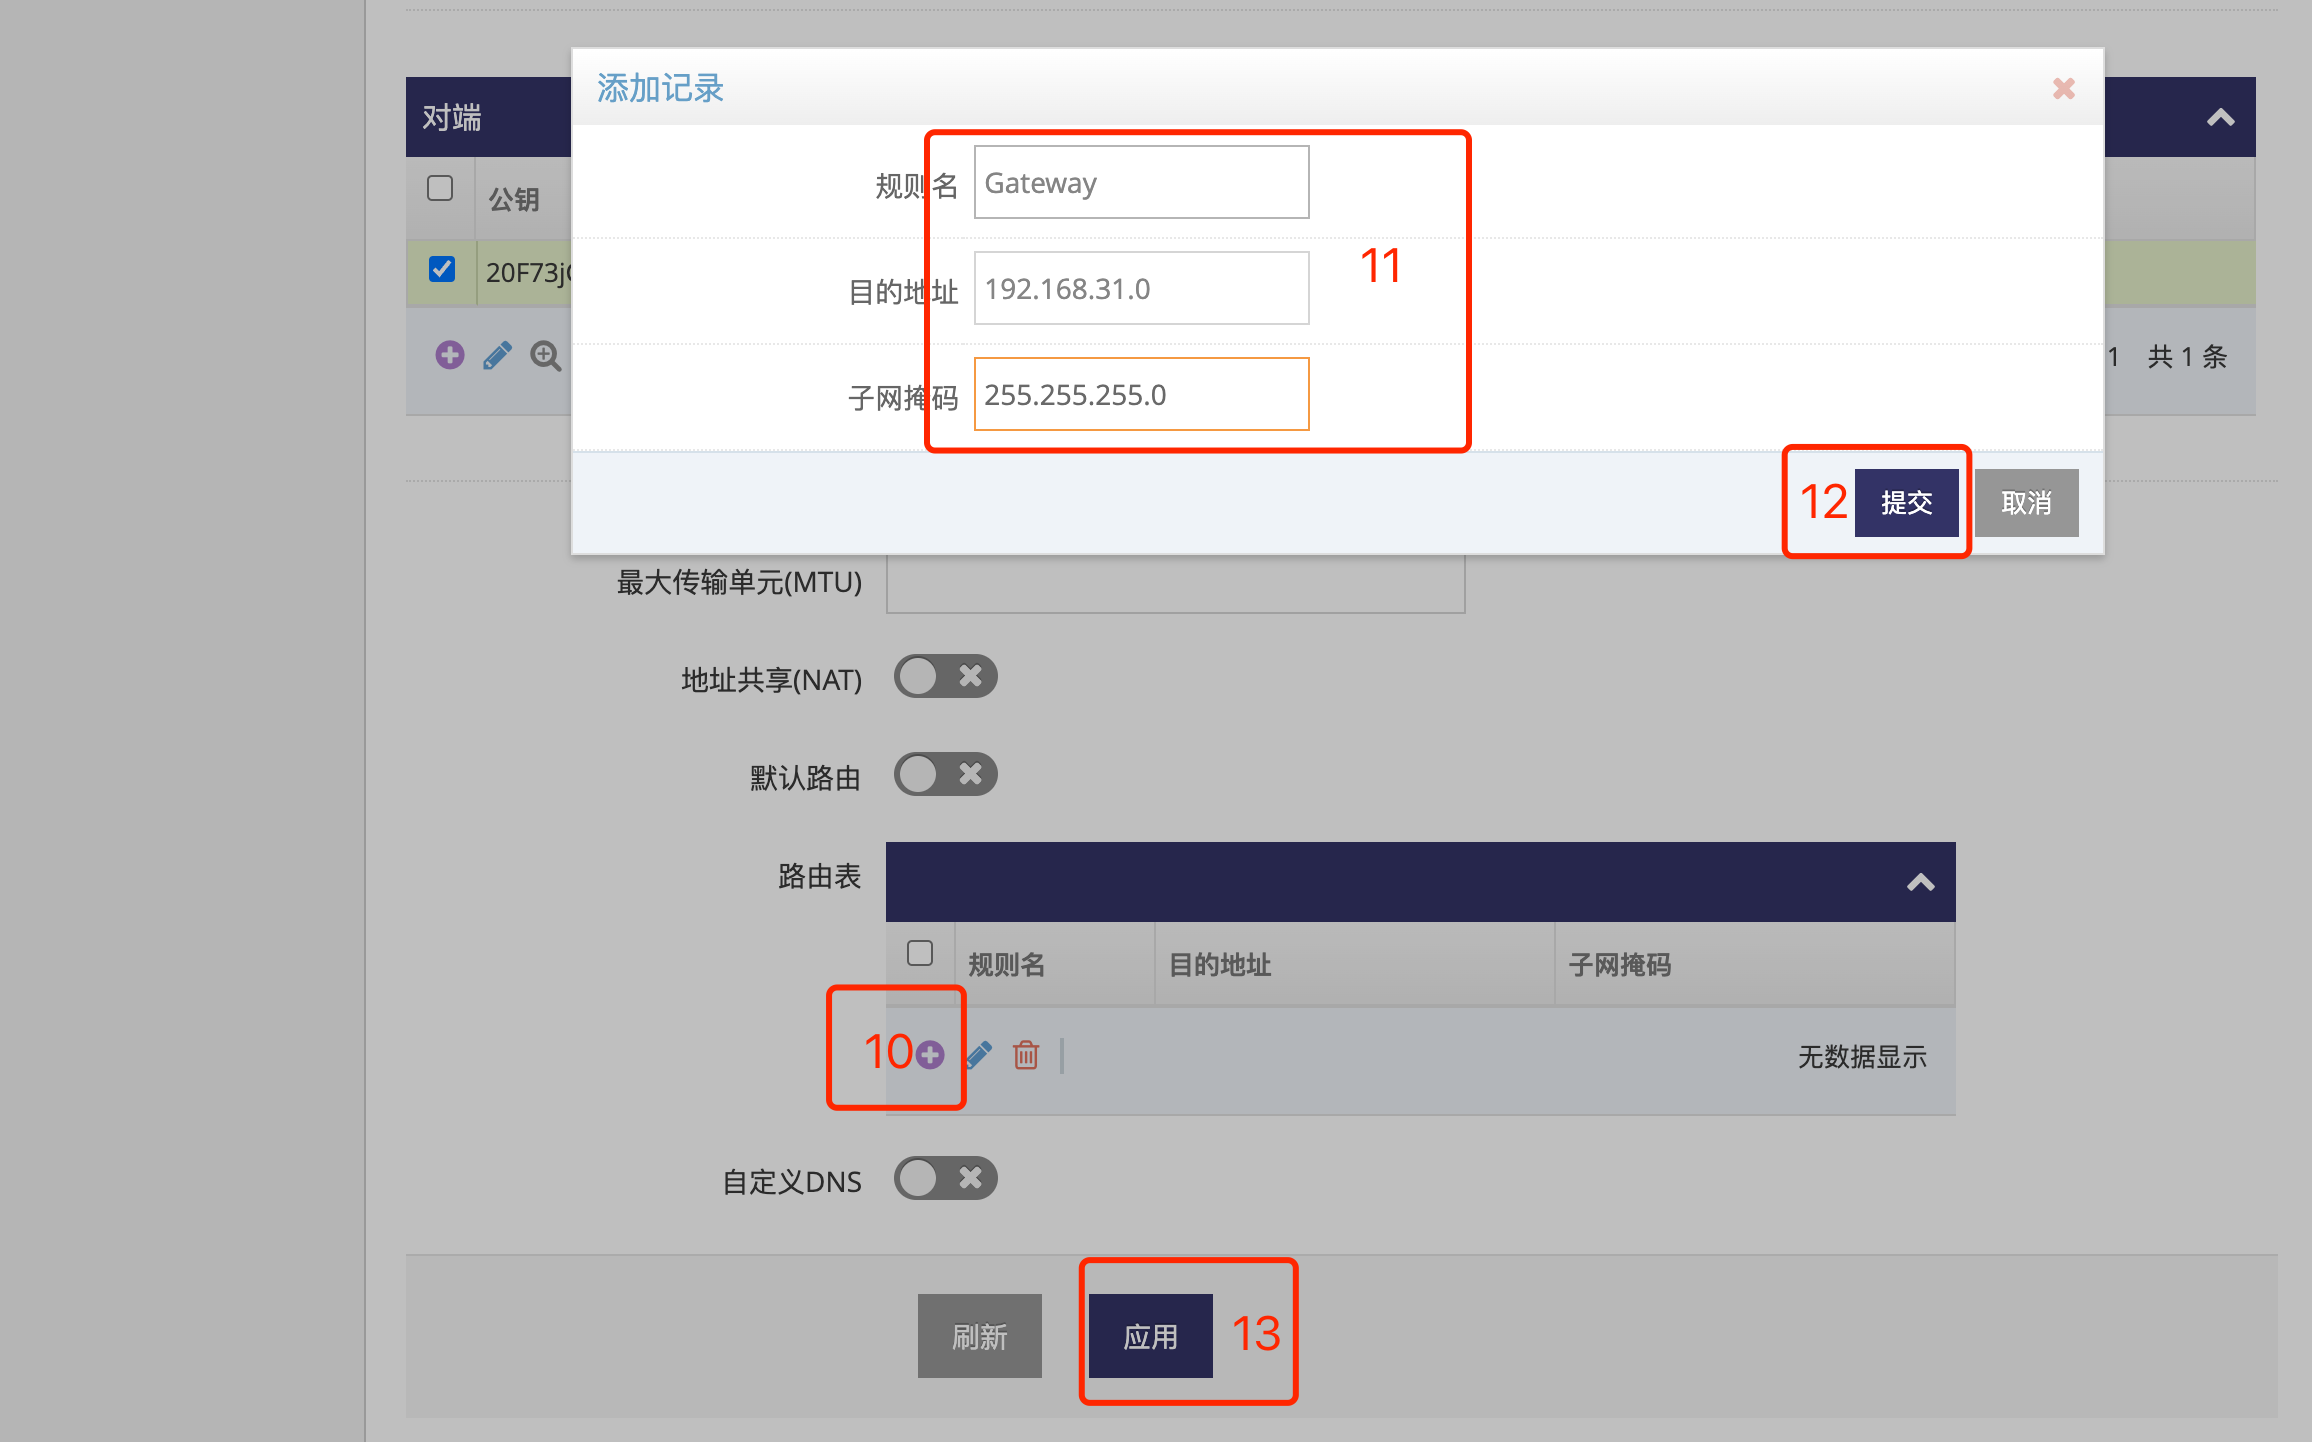 添加记录
对端
规则名 Gateway
11
目的地址 192.168.31.0
子网掩码 255.255.255.0
12 提交 取消
公钥
20F73j
1 共 1 条
最大传输单元(MTU)
地址共享(NAT)
默认路由
路由表
规则名 目的地址 子网掩码
10 无数据显示
自定义DNS
刷新 应用 13